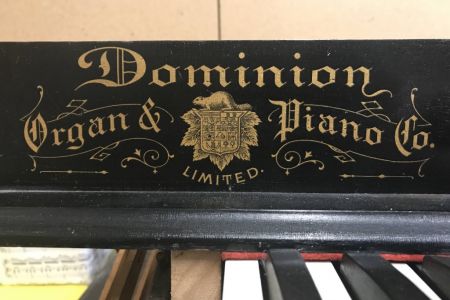 Dominion
Organ & Piano Co.
LIMITED.